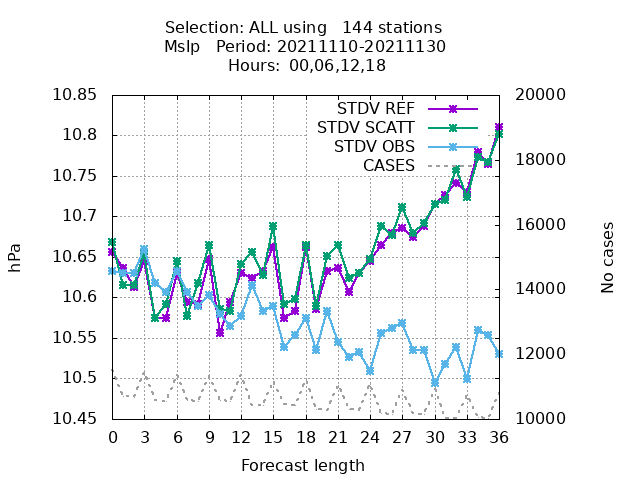 Selection: ALL using   144 stations
Mslp   Period: 20211110-20211130
Hours: 00,06,12,18
10.85
10.8
10.75
10.7
10.65
10.6
10.55
10.5
10.45
hPa
STDV REF
STDV SCATT
STDV OBS
CASES
20000
18000
16000
14000
12000
10000
No cases
0 3 6 9 12 15 18 21 24 27 30 33 36
Forecast length